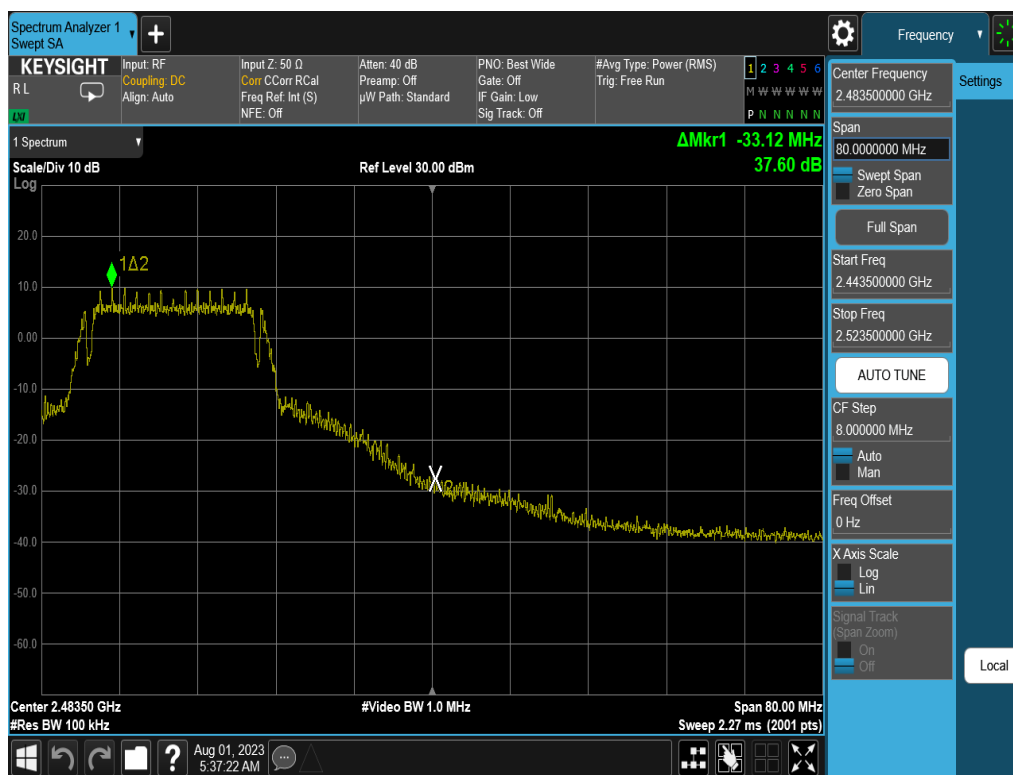 Spectrum Analyzer 1
Swept SA
Frequency
KEYSIGHT
R L
LXI
Input: RF
Coupling: DC
Align: Auto
Input Z: 50 Ω
Corr CCorr RCal
Freq Ref: Int (S)
NFE: Off
Atten: 40 dB
Preamp: Off
µW Path: Standard
PNO: Best Wide
Gate: Off
IF Gain: Low
Sig Track: Off
#Avg Type: Power (RMS)
Trig: Free Run
1 2 3 4 5 6
M W W W W W
P N N N N N
1 Spectrum
Scale/Div 10 dB
Ref Level 30.00 dBm
ΔMkr1 -33.12 MHz
37.60 dB
Log
20.0
10.0
0.00
-10.0
-20.0
-30.0
-40.0
-50.0
-60.0
1Δ2
X
Center 2.48350 GHz
#Video BW 1.0 MHz
Span 80.00 MHz
#Res BW 100 kHz
Sweep 2.27 ms (2001 pts)
Center Frequency
2.483500000 GHz
Span
80.0000000 MHz
Swept Span
Zero Span
Full Span
Start Freq
2.443500000 GHz
Stop Freq
2.523500000 GHz
AUTO TUNE
CF Step
8.000000 MHz
Auto
Man
Freq Offset
0 Hz
X Axis Scale
Log
Lin
Signal Track
(Span Zoom)
On
Off
Settings
Local
?
Aug 01, 2023
5:37:22 AM